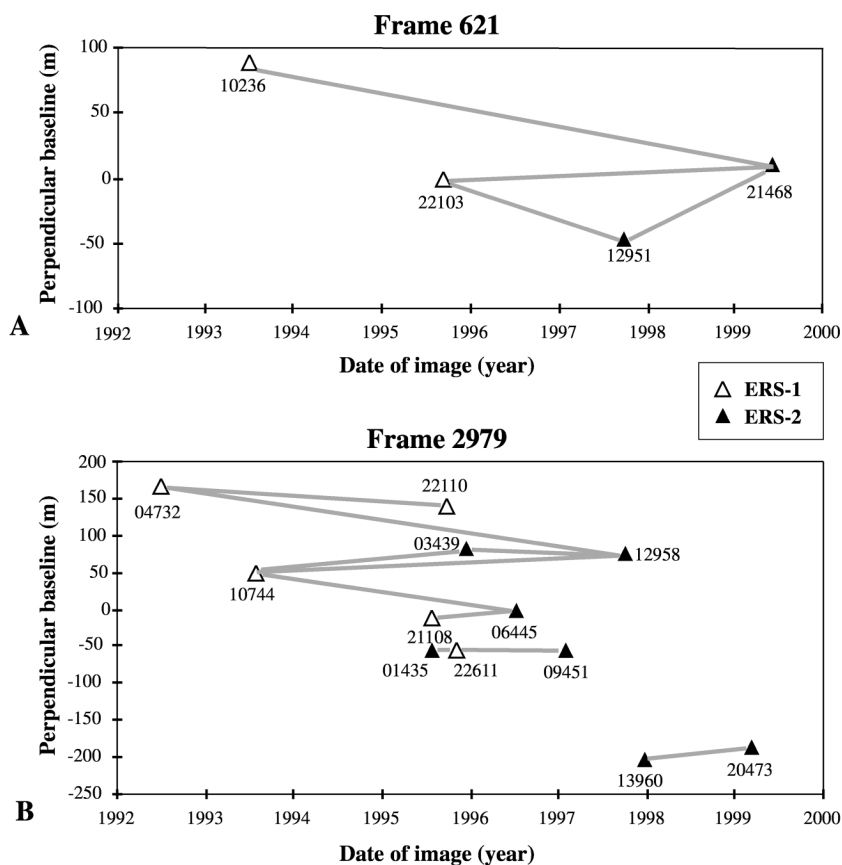 Frame 621
Perpendicular baseline (m)
100
50
0
-50
-100
10236
22103
12951
21468
A
1992 1993 1994 1995 1996 1997 1998 1999 2000
Date of image (year)
ERS-1
ERS-2
Frame 2979
Perpendicular baseline (m)
200
150
100
50
0
-50
-100
-150
-200
-250
04732
22110
03439
12958
10744
21108
06445
01435
22611
09451
13960
20473
B
1992 1993 1994 1995 1996 1997 1998 1999 2000
Date of image (year)